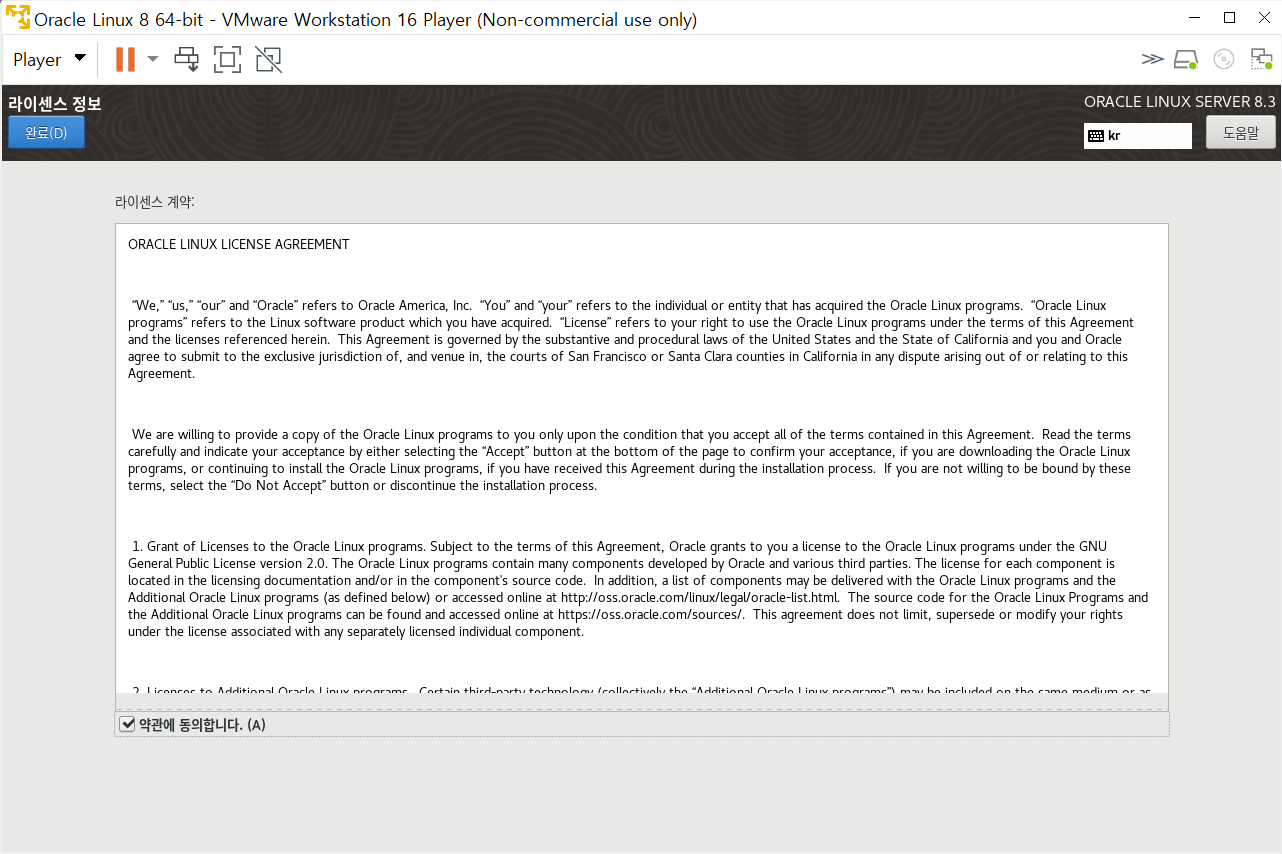 Oracle Linux 8 64-bit - VMware Workstation 16 Player (Non-commercial use only)
Player
라이센스 정보
ORACLE LINUX SERVER 8.3
완료(D)
kr
도움말
라이센스 계약:
ORACLE LINUX LICENSE AGREEMENT
“We,” “us,” “our” and “Oracle” refers to Oracle America, Inc.  “You” and “your” refers to the individual or entity that has acquired the Oracle Linux programs.  “Oracle Linux
programs” refers to the Linux software product which you have acquired.  “License” refers to your right to use the Oracle Linux programs under the terms of this Agreement
and the licenses referenced herein.  This Agreement is governed by the substantive and procedural laws of the United States and the State of California and you and Oracle
agree to submit to the exclusive jurisdiction of, and venue in, the courts of San Francisco or Santa Clara counties in California in any dispute arising out of or relating to this
Agreement.
We are willing to provide a copy of the Oracle Linux programs to you only upon the condition that you accept all of the terms contained in this Agreement.  Read the terms
carefully and indicate your acceptance by either selecting the “Accept” button at the bottom of the page to confirm your acceptance, if you are downloading the Oracle Linux
programs, or continuing to install the Oracle Linux programs, if you have received this Agreement during the installation process.  If you are not willing to be bound by these
terms, select the “Do Not Accept” button or discontinue the installation process.
1. Grant of Licenses to the Oracle Linux programs. Subject to the terms of this Agreement, Oracle grants to you a license to the Oracle Linux programs under the GNU
General Public License version 2.0. The Oracle Linux programs contain many components developed by Oracle and various third parties. The license for each component is
located in the licensing documentation and/or in the component's source code.  In addition, a list of components may be delivered with the Oracle Linux programs and the
Additional Oracle Linux programs (as defined below) or accessed online at http://oss.oracle.com/linux/legal/oracle-list.html.  The source code for the Oracle Linux Programs and
the Additional Oracle Linux programs can be found and accessed online at https://oss.oracle.com/sources/.  This agreement does not limit, supersede or modify your rights
under the license associated with any separately licensed individual component.
2. Licenses to Additional Oracle Linux programs.  Certain third-party technology (collectively the “Additional Oracle Linux programs”) may be included on the same medium or as
약관에 동의합니다. (A)